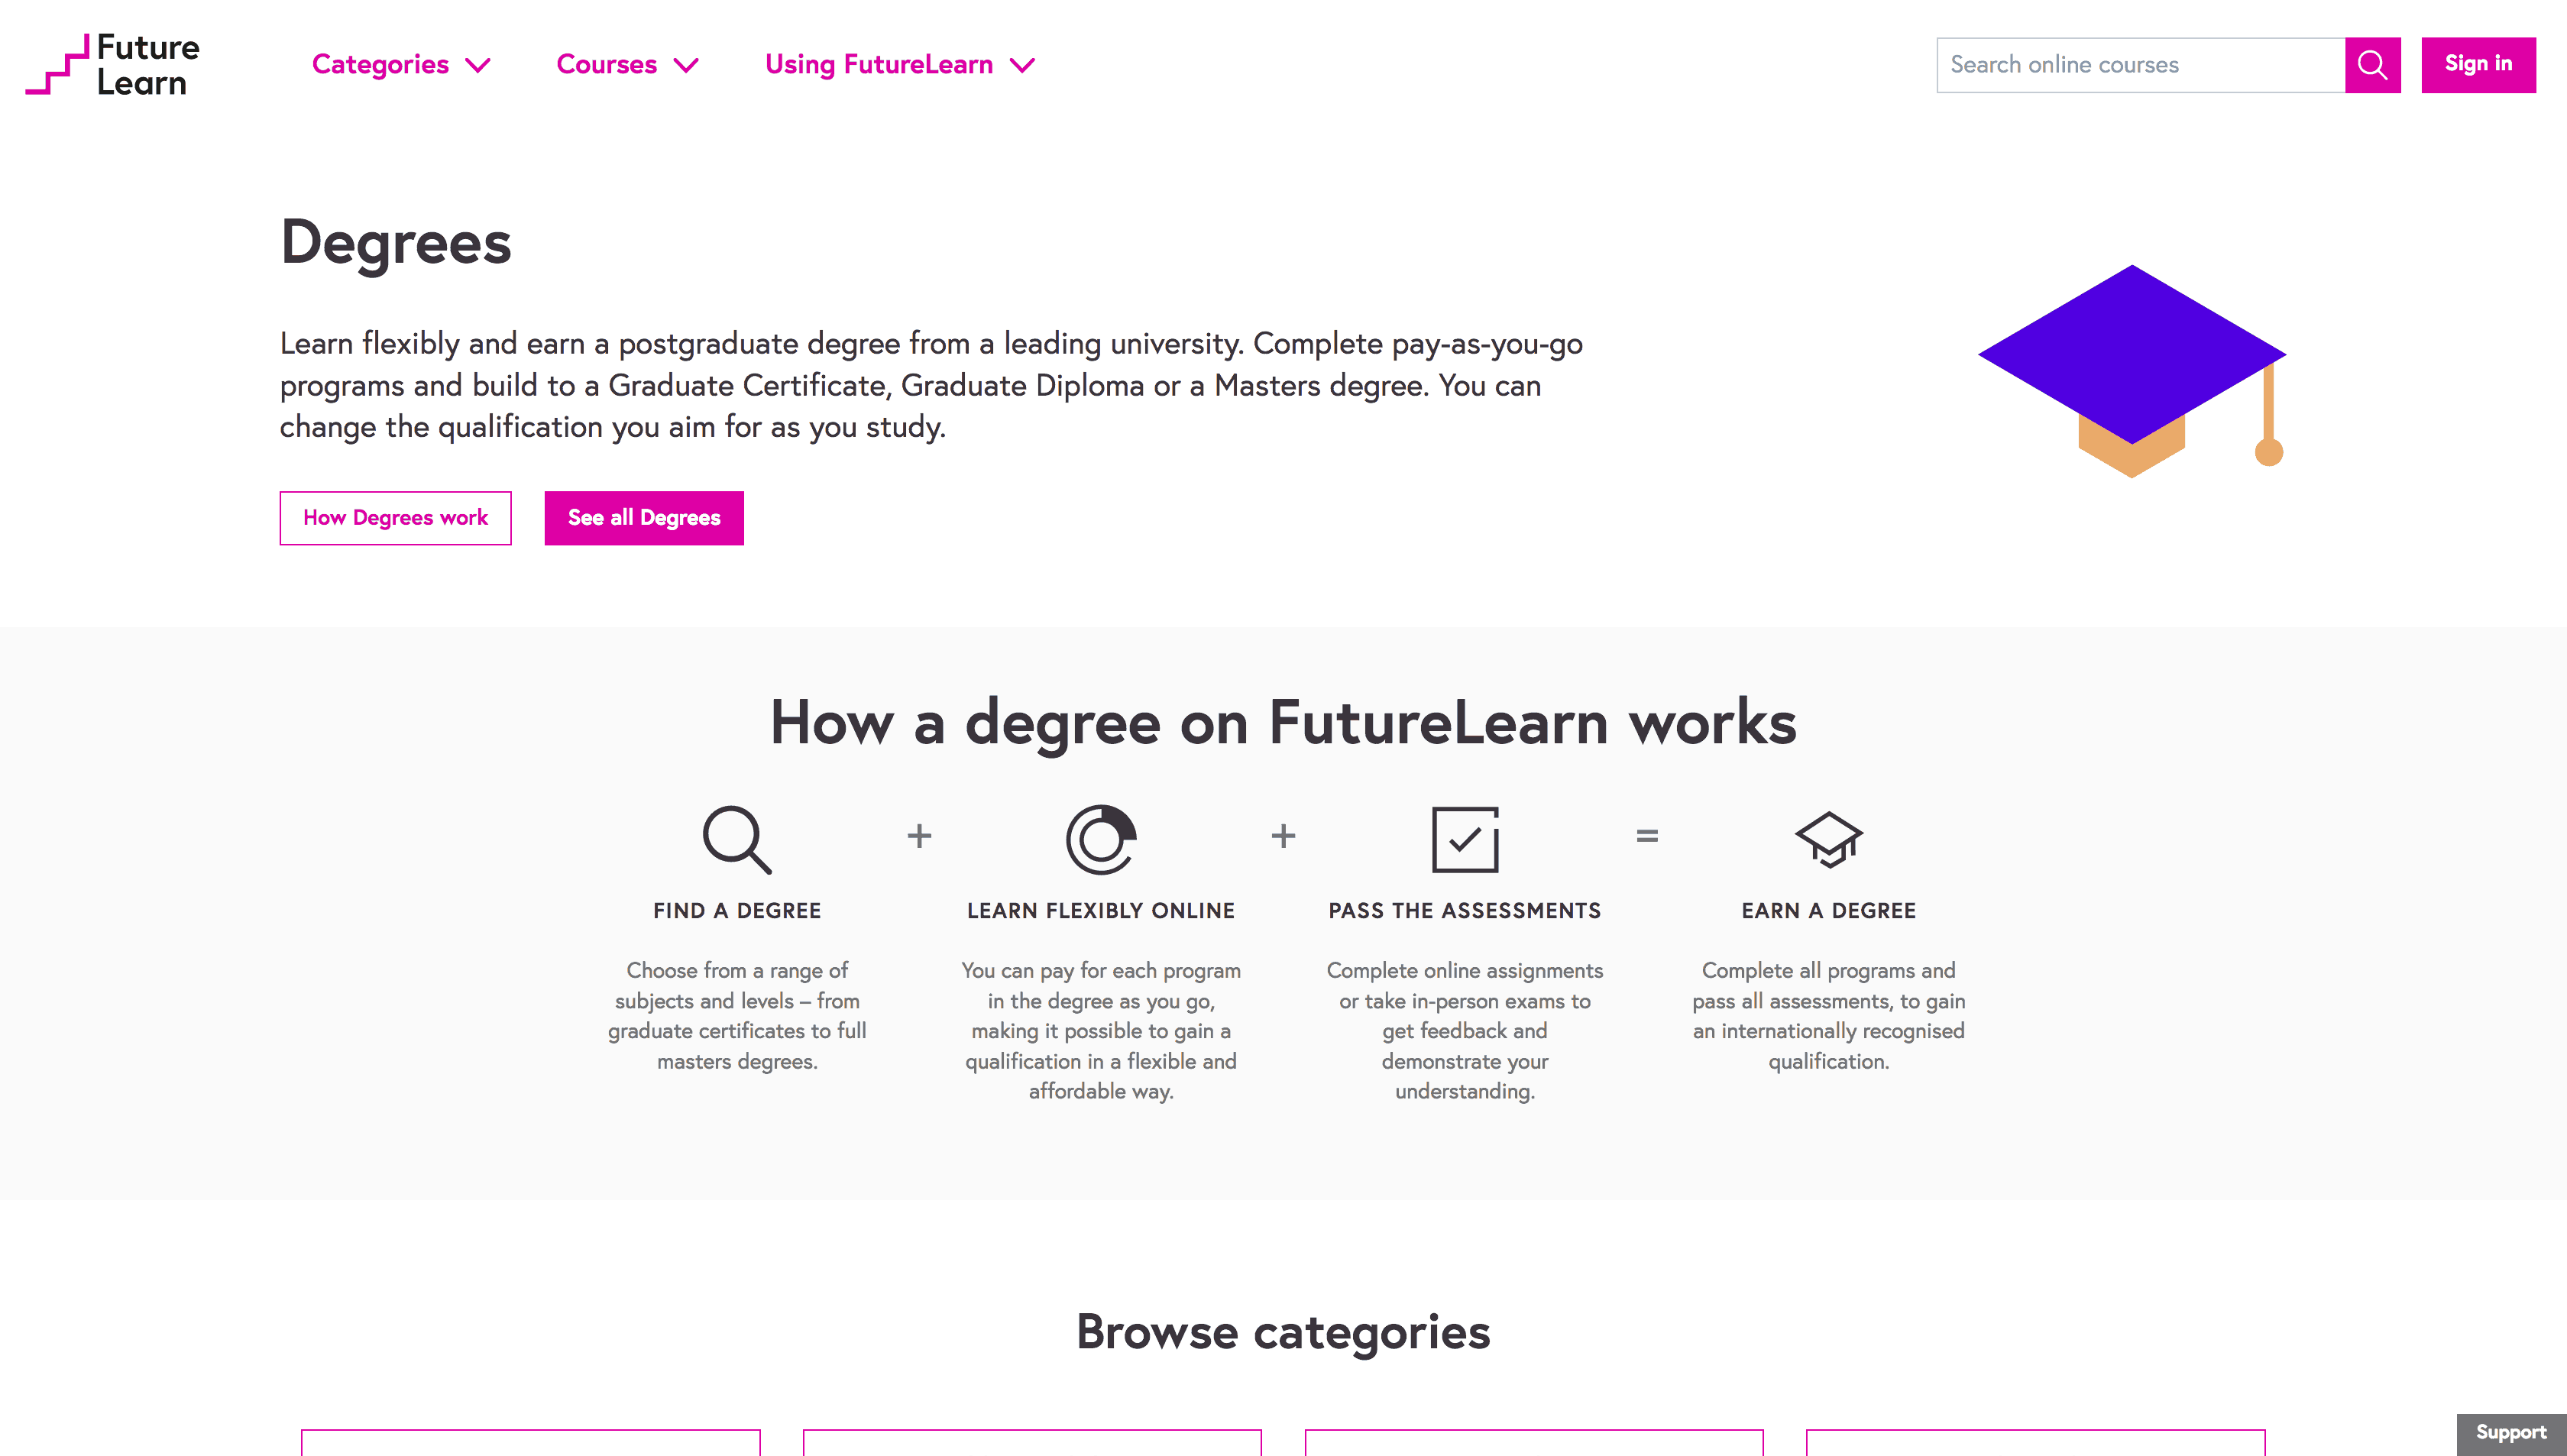 Future
Learn
Categories
Courses
Using FutureLearn
Search online courses
Sign in
Degrees
Learn flexibly and earn a postgraduate degree from a leading university. Complete pay-as-you-go
programs and build to a Graduate Certificate, Graduate Diploma or a Masters degree. You can
change the qualification you aim for as you study.
How Degrees work
See all Degrees
How a degree on FutureLearn works
+
+
=
FIND A DEGREE
Choose from a range of
subjects and levels – from
graduate certificates to full
masters degrees.
LEARN FLEXIBLY ONLINE
You can pay for each program
in the degree as you go,
making it possible to gain a
qualification in a flexible and
affordable way.
PASS THE ASSESSMENTS
Complete online assignments
or take in-person exams to
get feedback and
demonstrate your
understanding.
EARN A DEGREE
Complete all programs and
pass all assessments, to gain
an internationally recognised
qualification.
Browse categories
Support